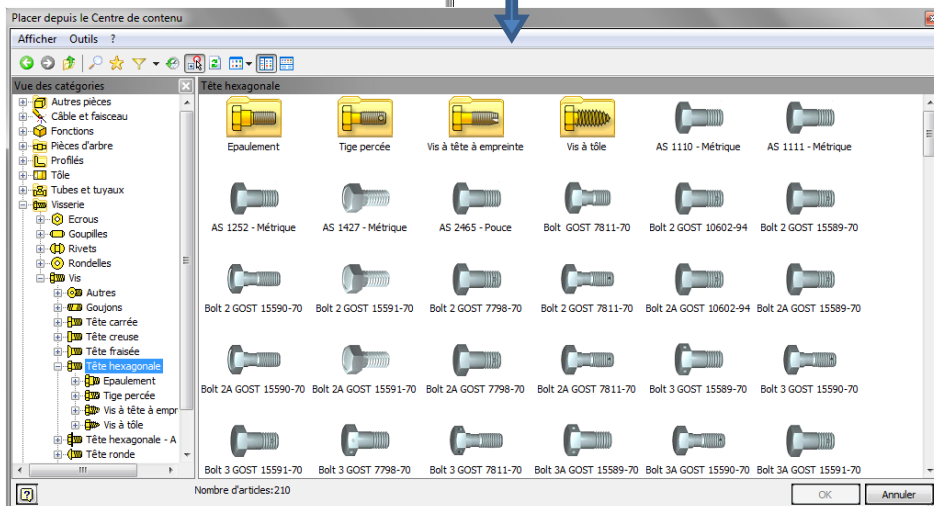 Placer depuis le Centre de contenu
Afficher Outils ?
Vue des catégories
Autres pièces
Câble et faisceau
Fonctions
Pièces d'arbre
Profilés
Tôle
Tubes et tuyaux
Visserie
Ecrous
Goupilles
Rivets
Rondelles
Vis
Autres
Goujons
Tête carrée
Tête creuse
Tête fraisée
Tête hexagonale
Epaulement
Tige percée
Vis à tête à empr
Vis à tôle
Tête hexagonale - A
Tête ronde
Tête hexagonale
Epaulement Tige percée Vis à tête à empreinte Vis à tôle AS 1110 - Métrique AS 1111 - Métrique
AS 1252 - Métrique AS 1427 - Métrique AS 2465 - Pouce Bolt GOST 7811-70 Bolt 2 GOST 10602-94 Bolt 2 GOST 15589-70
Bolt 2 GOST 15590-70 Bolt 2 GOST 15591-70 Bolt 2 GOST 7798-70 Bolt 2 GOST 7811-70 Bolt 2A GOST 10602-94 Bolt 2A GOST 15589-70
Bolt 2A GOST 15590-70 Bolt 2A GOST 15591-70 Bolt 2A GOST 7798-70 Bolt 2A GOST 7811-70 Bolt 3 GOST 15589-70 Bolt 3 GOST 15590-70
Bolt 3 GOST 15591-70 Bolt 3 GOST 7798-70 Bolt 3 GOST 7811-70 Bolt 3A GOST 15589-70 Bolt 3A GOST 15590-70 Bolt 3A GOST 15591-70
Nombre d'articles:210
OK Annuler